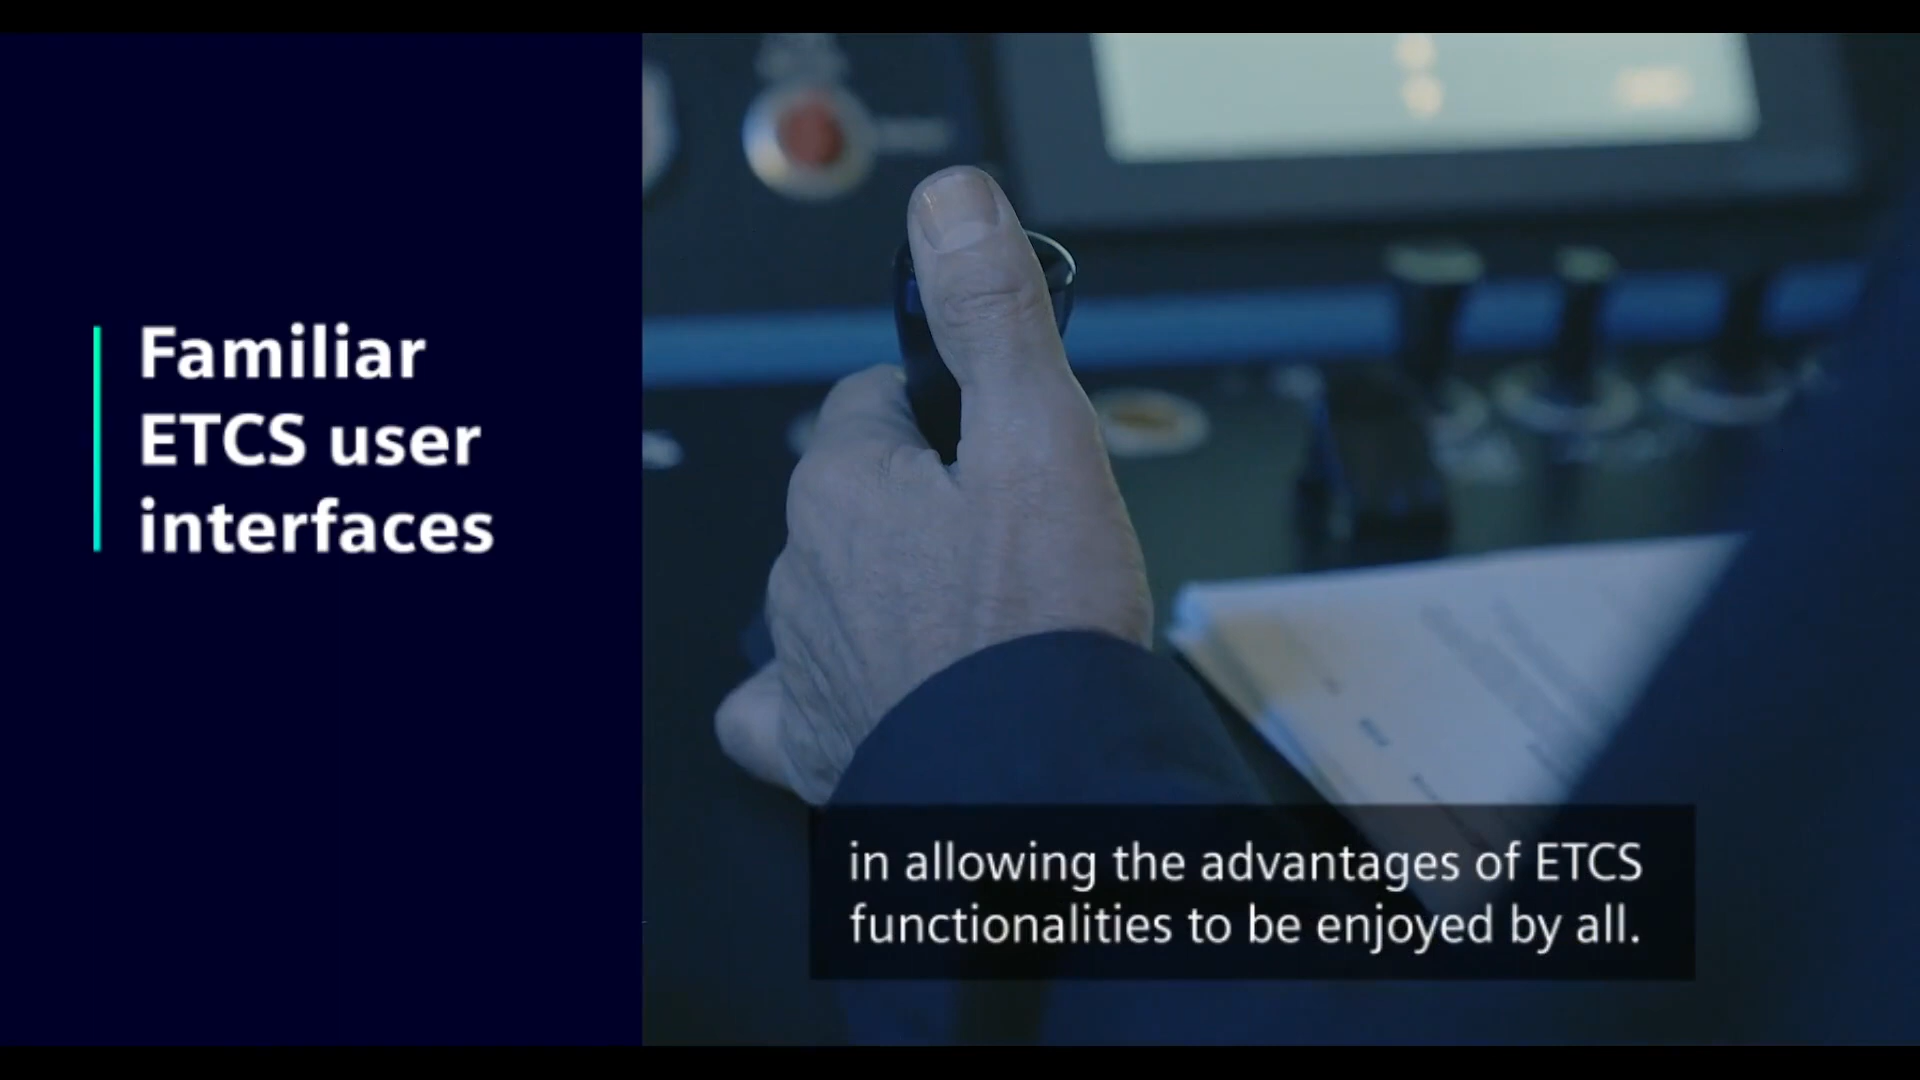 Familiar
ETCS user
interfaces
in allowing the advantages of ETCS
functionalities to be enjoyed by all.